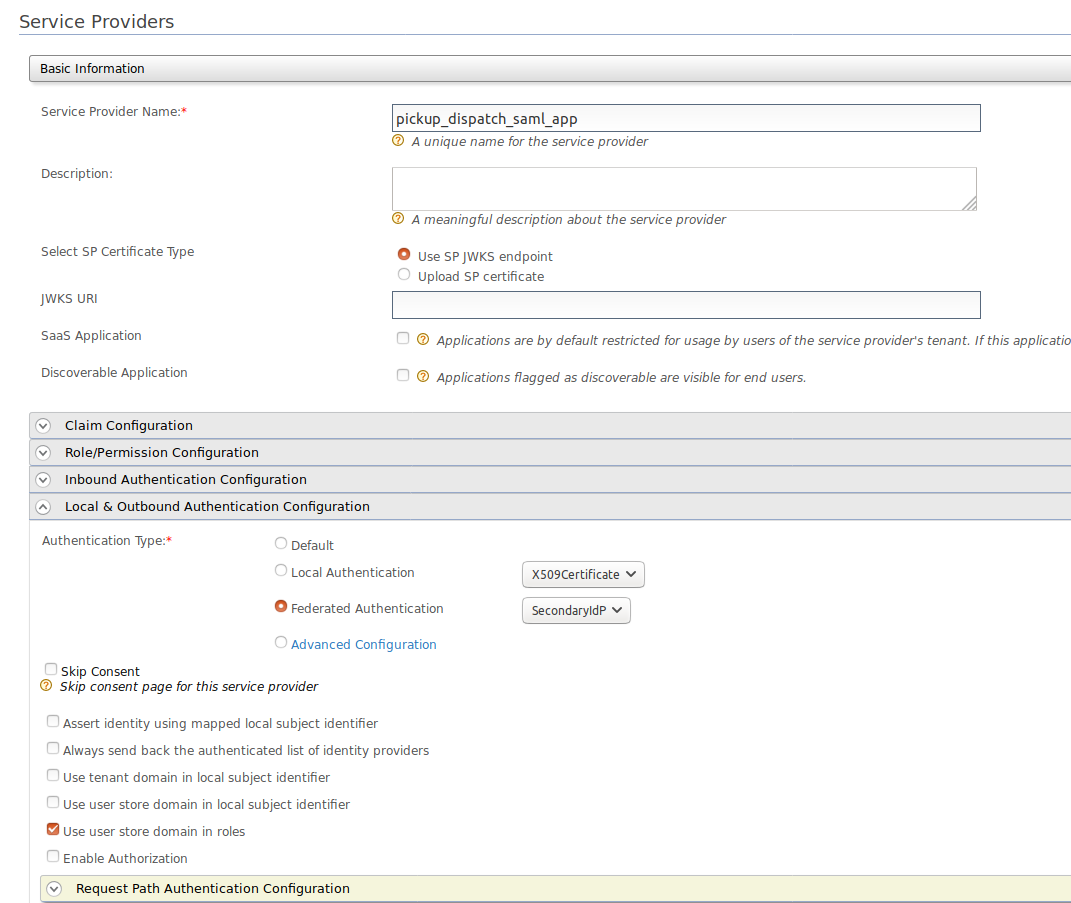 Service Providers
Basic Information
Service Provider Name:*
pickup_dispatch_saml_app
? A unique name for the service provider
Description:
? A meaningful description about the service provider
Select SP Certificate Type
Use SP JWKS endpoint
Upload SP certificate
JWKS URI
SaaS Application
? Applications are by default restricted for usage by users of the service provider's tenant. If this applicatio
Discoverable Application
? Applications flagged as discoverable are visible for end users.
Claim Configuration
Role/Permission Configuration
Inbound Authentication Configuration
Local & Outbound Authentication Configuration
Authentication Type:*
Default
Local Authentication X509Certificate
Federated Authentication SecondaryIdP
Advanced Configuration
Skip Consent
? Skip consent page for this service provider
Assert identity using mapped local subject identifier
Always send back the authenticated list of identity providers
Use tenant domain in local subject identifier
Use user store domain in local subject identifier
Use user store domain in roles
Enable Authorization
Request Path Authentication Configuration